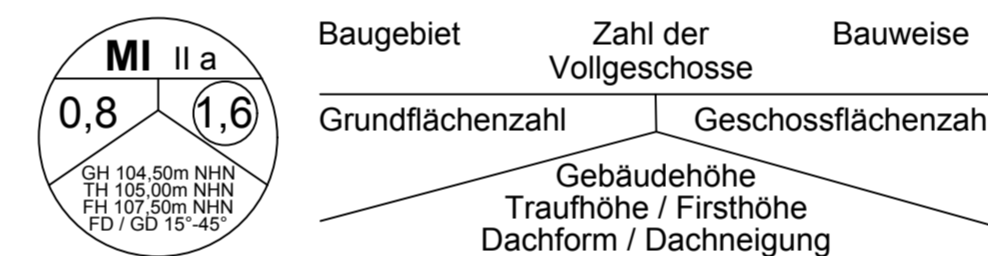 MI II a
0,8 1,6
GH 104,50m NHN
TH 105,00m NHN
FH 107,50m NHN
FD / GD 15°-45°
Baugebiet Zahl der Vollgeschosse Bauweise
Grundflächenzahl Geschossflächenzah
Gebäudehöhe
Traufhöhe / Firsthöhe
Dachform / Dachneigung